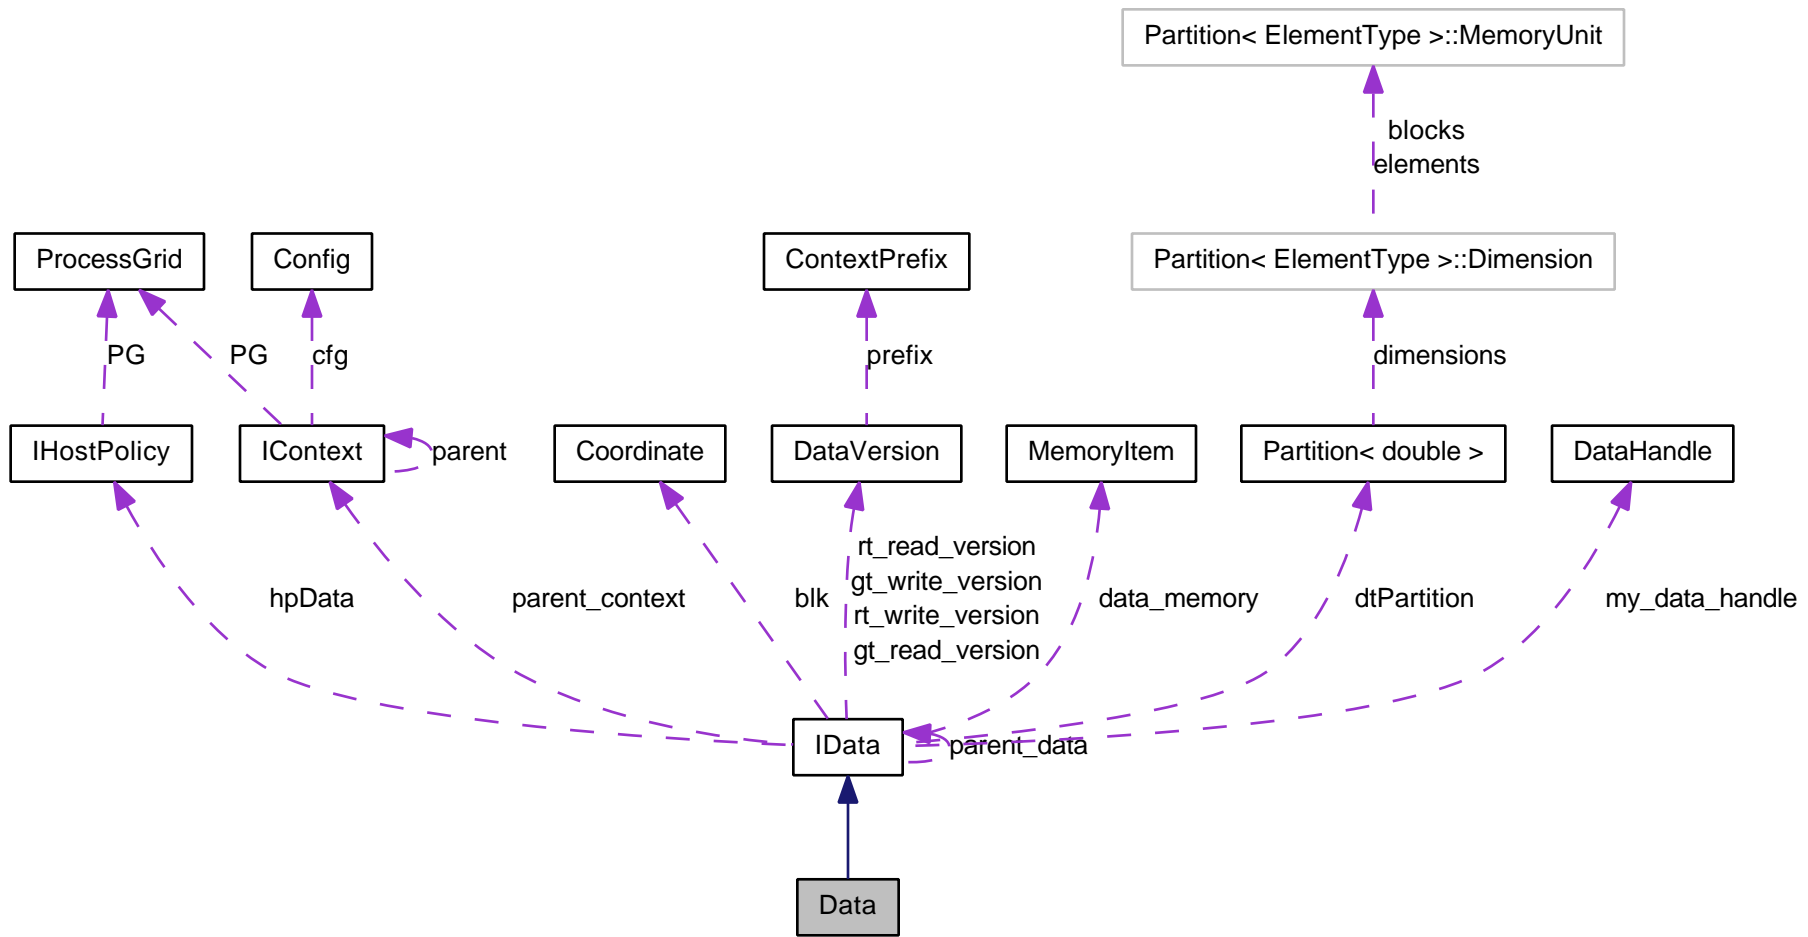 Partition< ElementType >::MemoryUnit
blocks
elements
ProcessGrid
Config
ContextPrefix
Partition< ElementType >::Dimension
PG
PG
cfg
prefix
dimensions
IHostPolicy
IContext
parent
Coordinate
DataVersion
MemoryItem
Partition< double >
DataHandle
hpData
parent_context
blk
rt_read_version
gt_write_version
rt_write_version
gt_read_version
data_memory
dtPartition
my_data_handle
IData
parent_data
Data